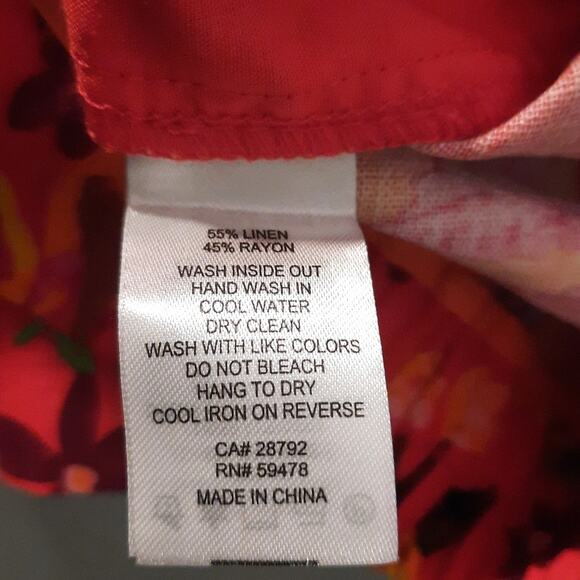 55% LINEN
45% RAYON
WASH INSIDE OUT
HAND WASH IN
COOL WATER
DRY CLEAN
WASH WITH LIKE COLORS
DO NOT BLEACH
HANG TO DRY
COOL IRON ON REVERSE
CA# 28792
RN# 59478
MADE IN CHINA